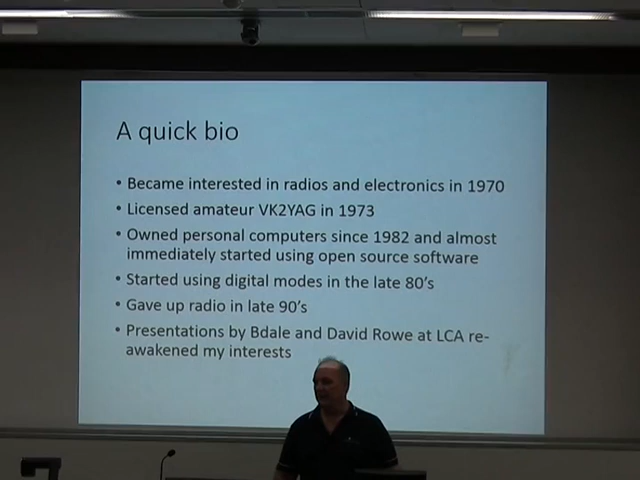 A quick bio
• Became interested in radios and electronics in 1970
• Licensed amateur VK2YAG in 1973
• Owned personal computers since 1982 and almost
immediately started using open source software
• Started using digital modes in the late 80's
• Gave up radio in late 90's
• Presentations by Bdale and David Rowe at LCA re-
awakened my interests